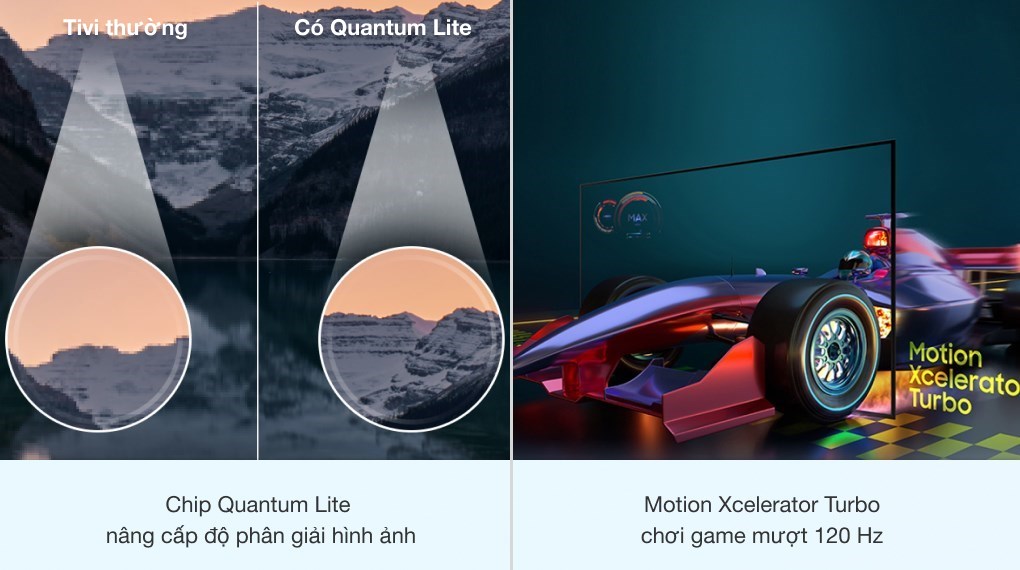 Tivi thường
Có Quantum Lite
MAX
Motion
Xcelerato
Turbo
Chip Quantum Lite
nâng cấp độ phân giải hình ảnh
Motion Xcelerator Turbo
chơi game mượt 120 Hz